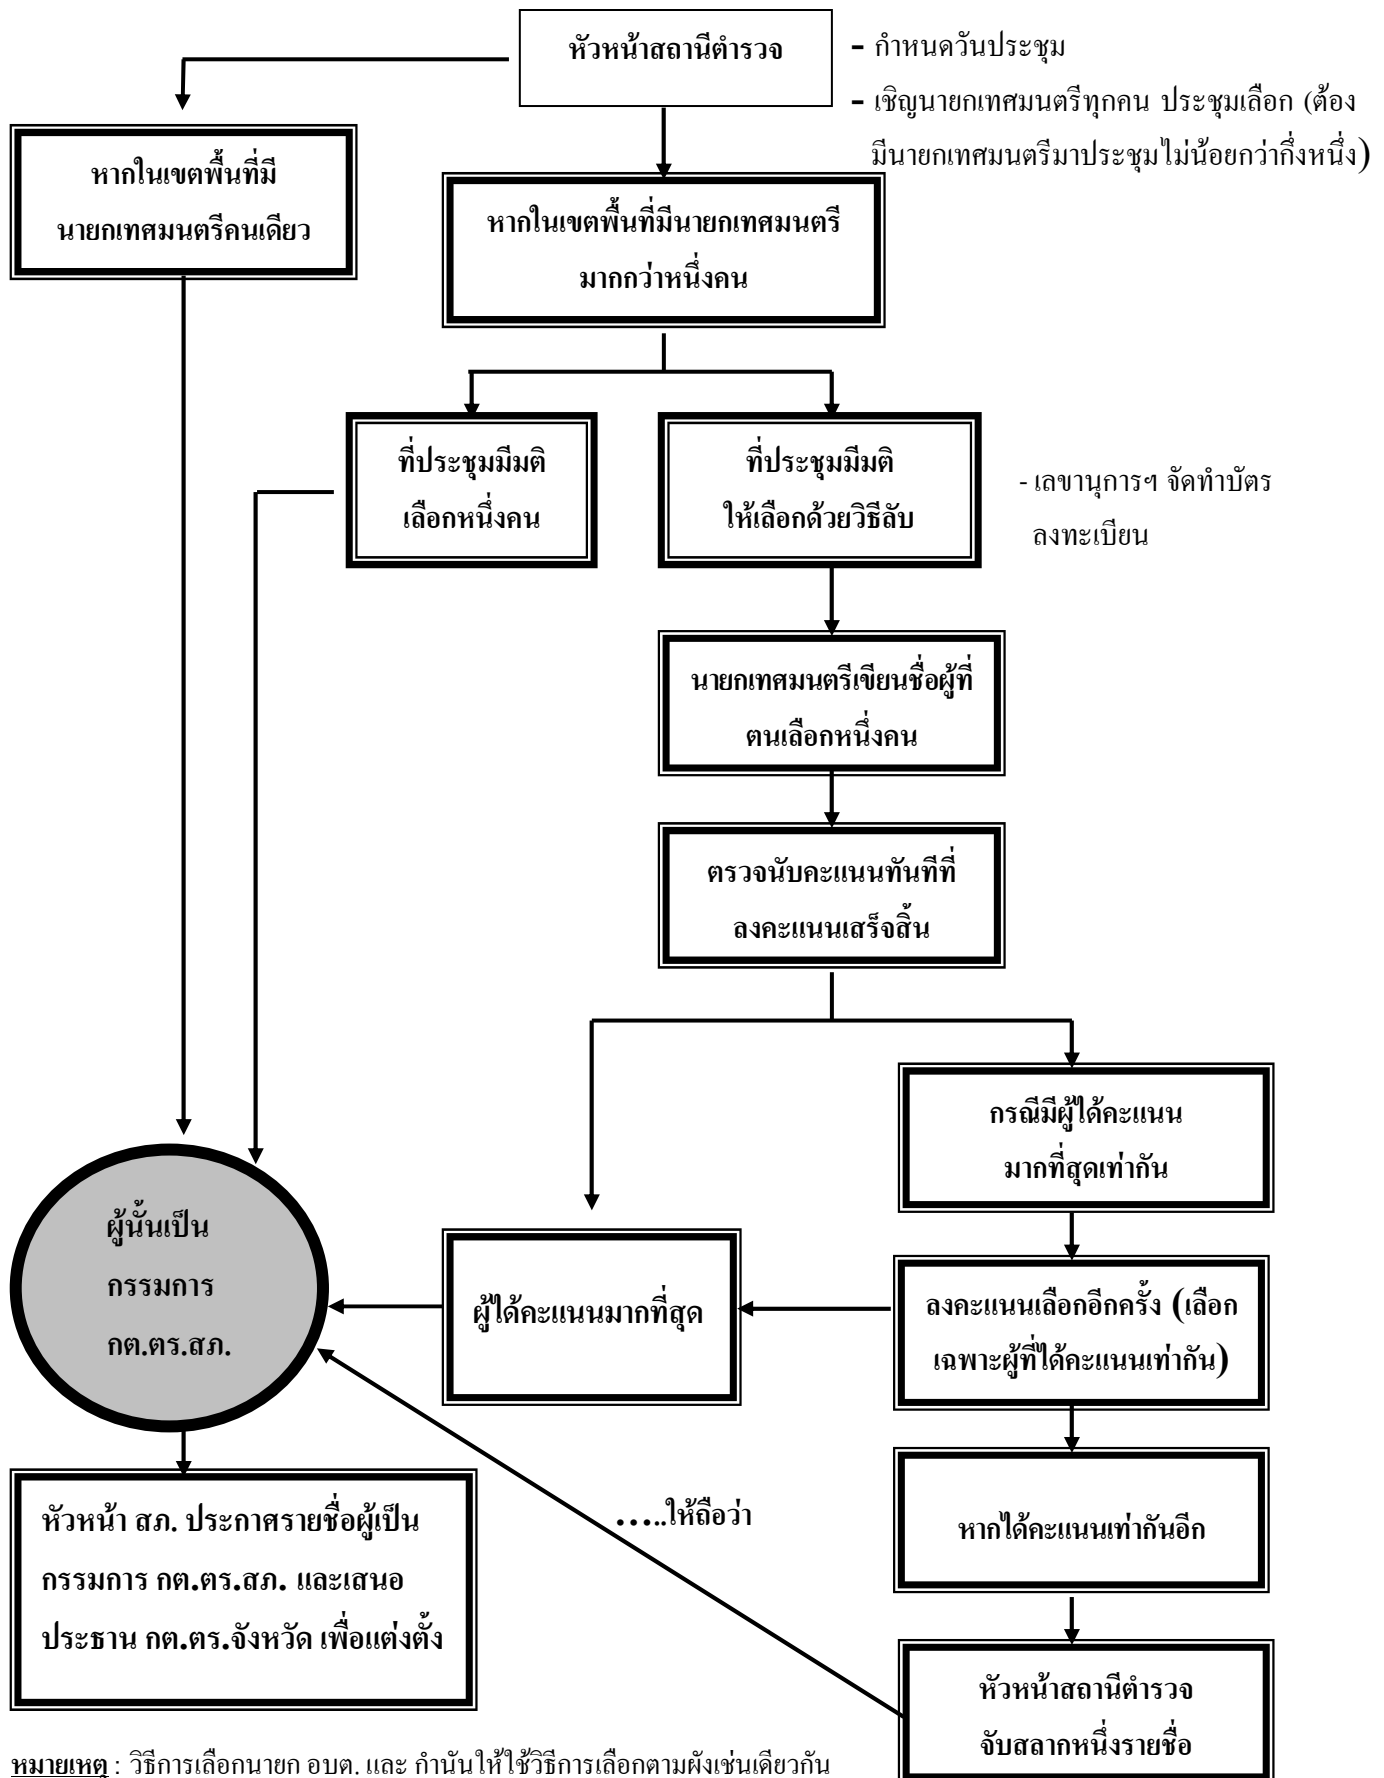 หัวหน้าสถานีตำรวจ
- กำหนดวันประชุม
- เชิญนายกเทศมนตรีทุกคน ประชุมเลือก (ต้อง
มีนายกเทศมนตรีมาประชุมไม่น้อยกว่ากึ่งหนึ่ง)
หากในเขตพื้นที่มี
นายกเทศมนตรีคนเดียว
หากในเขตพื้นที่มีนายกเทศมนตรี
มากกว่าหนึ่งคน
ที่ประชุมมีมติ
เลือกหนึ่งคน
ที่ประชุมมีมติ
ให้เลือกด้วยวิธีลับ
- เลขานุการฯ จัดทำบัตร
ลงทะเบียน
นายกเทศมนตรีเขียนชื่อผู้ที่
ตนเลือกหนึ่งคน
ตรวจนับคะแนนทันทีที่
ลงคะแนนเสร็จสิ้น
กรณีมีผู้ได้คะแนน
มากที่สุดเท่ากัน
ผู้นั้นเป็น
กรรมการ
กต.ตร.สภ.
ผู้ได้คะแนนมากที่สุด
ลงคะแนนเลือกอีกครั้ง (เลือก
เฉพาะผู้ที่ได้คะแนนเท่ากัน)
หัวหน้า สภ. ประกาศรายชื่อผู้เป็น
กรรมการ กต.ตร.สภ. และเสนอ
ประธาน กต.ตร.จังหวัด เพื่อแต่งตั้ง
…..ให้ถือว่า
หากได้คะแนนเท่ากันอีก
หัวหน้าสถานีตำรวจ
จับสลากหนึ่งรายชื่อ
หมายเหตุ : วิธีการเลือกนายก อบต. และ กำนันให้ใช้วิธีการเลือกตามผังเช่นเดียวกัน